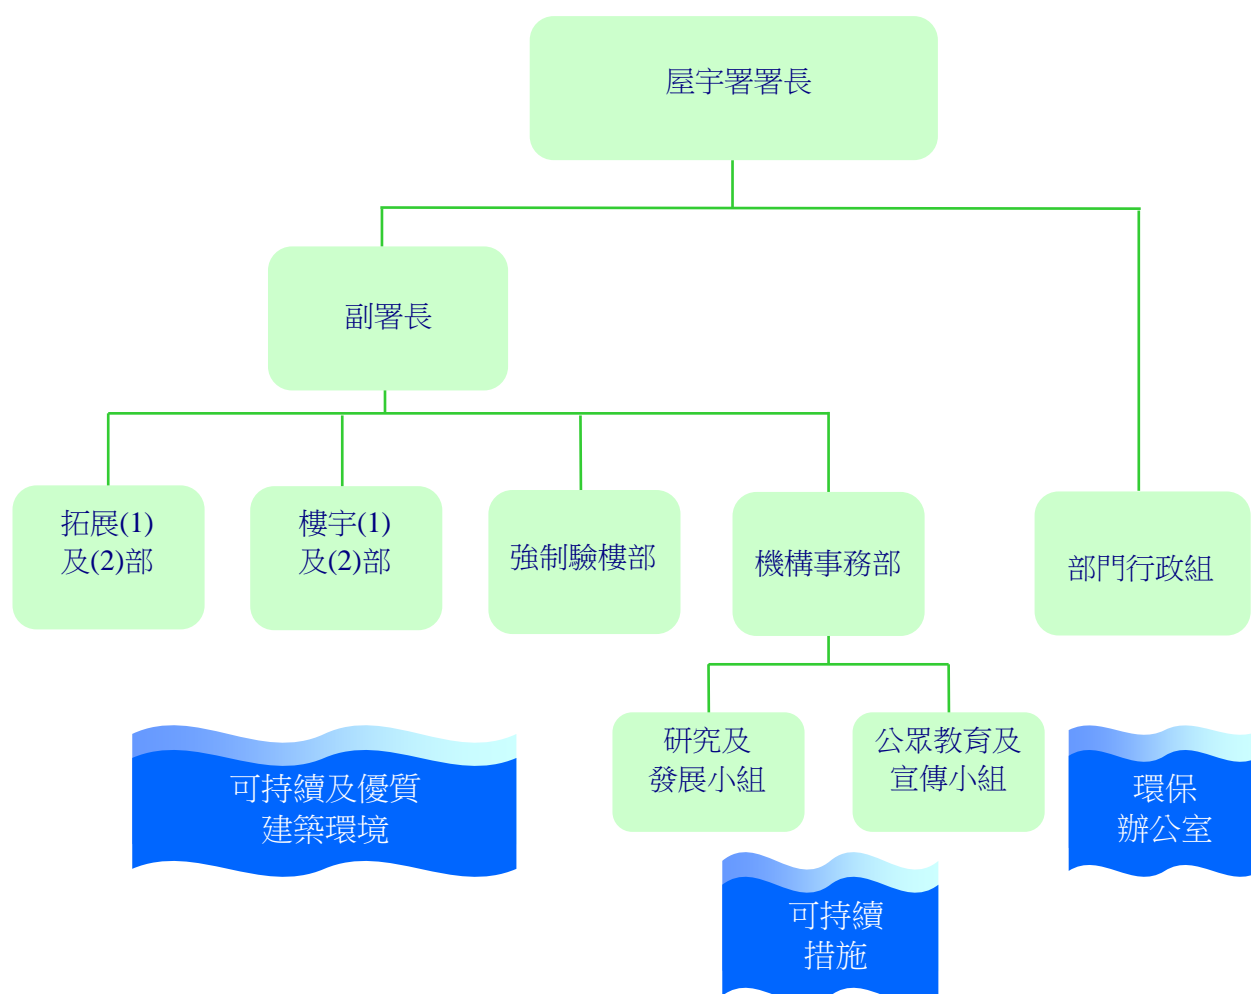 屋宇署署長
副署長
拓展(1)
及(2)部
樓宇(1)
及(2)部
強制驗樓部
機構事務部
部門行政組
研究及
發展小組
公眾教育及
宣傳小組
可持續及優質
建築環境
環保
辦公室
可持續
措施